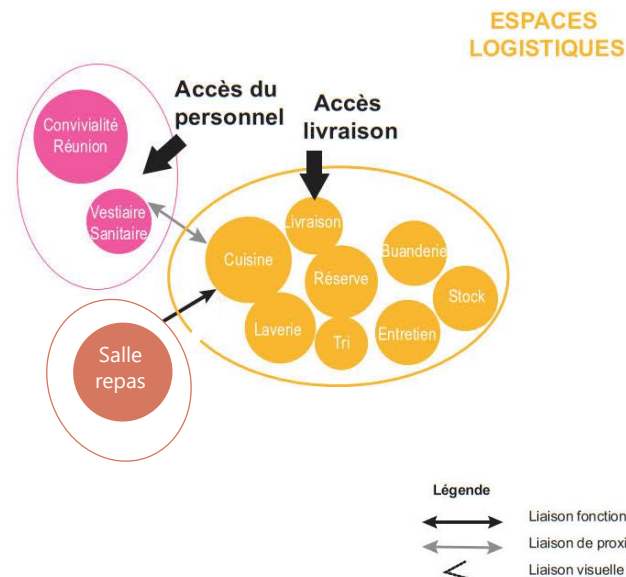 ESPACES
LOGISTIQUES
Accès du
personnel
Accès
livraison
Convivialité
Réunion
Vestiaire
Sanitaire
Livraison
Cuisine
Réserve
Buanderie
Stock
Laverie
Tri
Entretien
Salle
repas
Légende
Liaison fonction
Liaison de proxi
Liaison visuelle